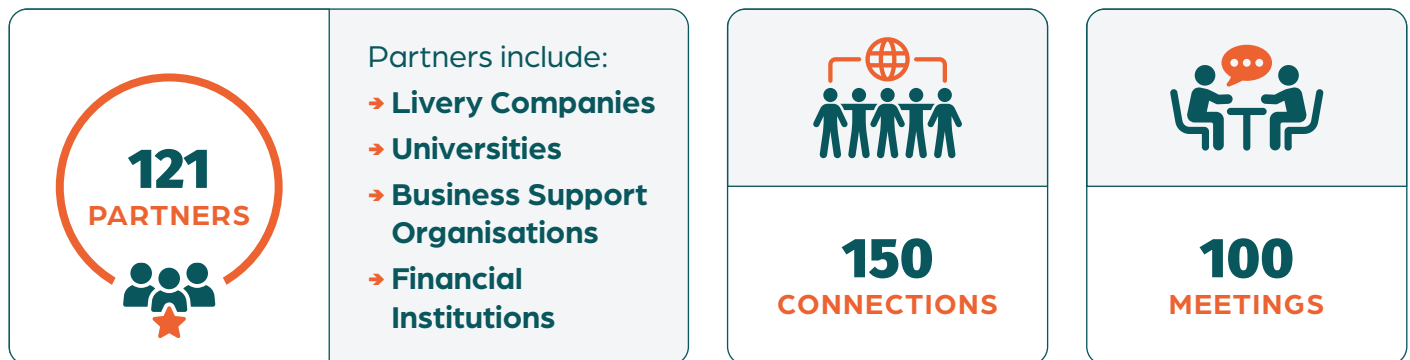 121
PARTNERS
Partners include:
Livery Companies
Universities
Business Support
Organisations
Financial
Institutions
150
CONNECTIONS
100
MEETINGS